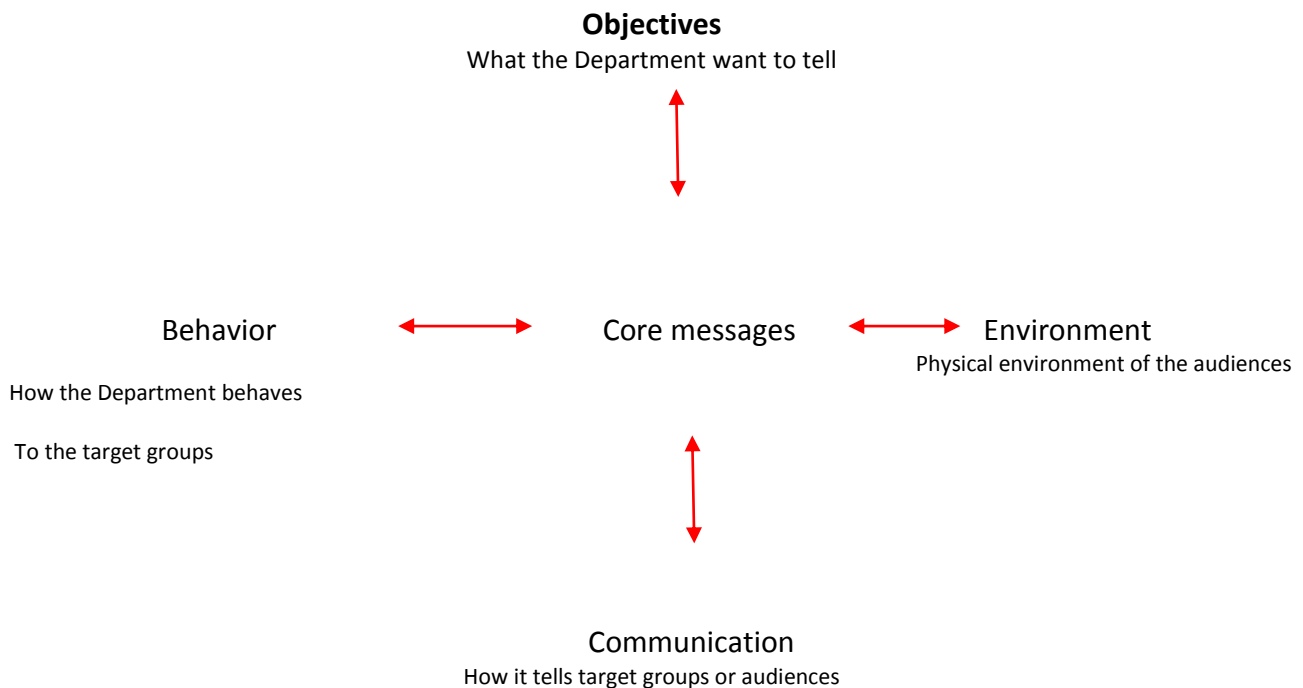 Objectives
What the Department want to tell
Behavior
Core messages
Environment
Physical environment of the audiences
How the Department behaves
To the target groups
Communication
How it tells target groups or audiences